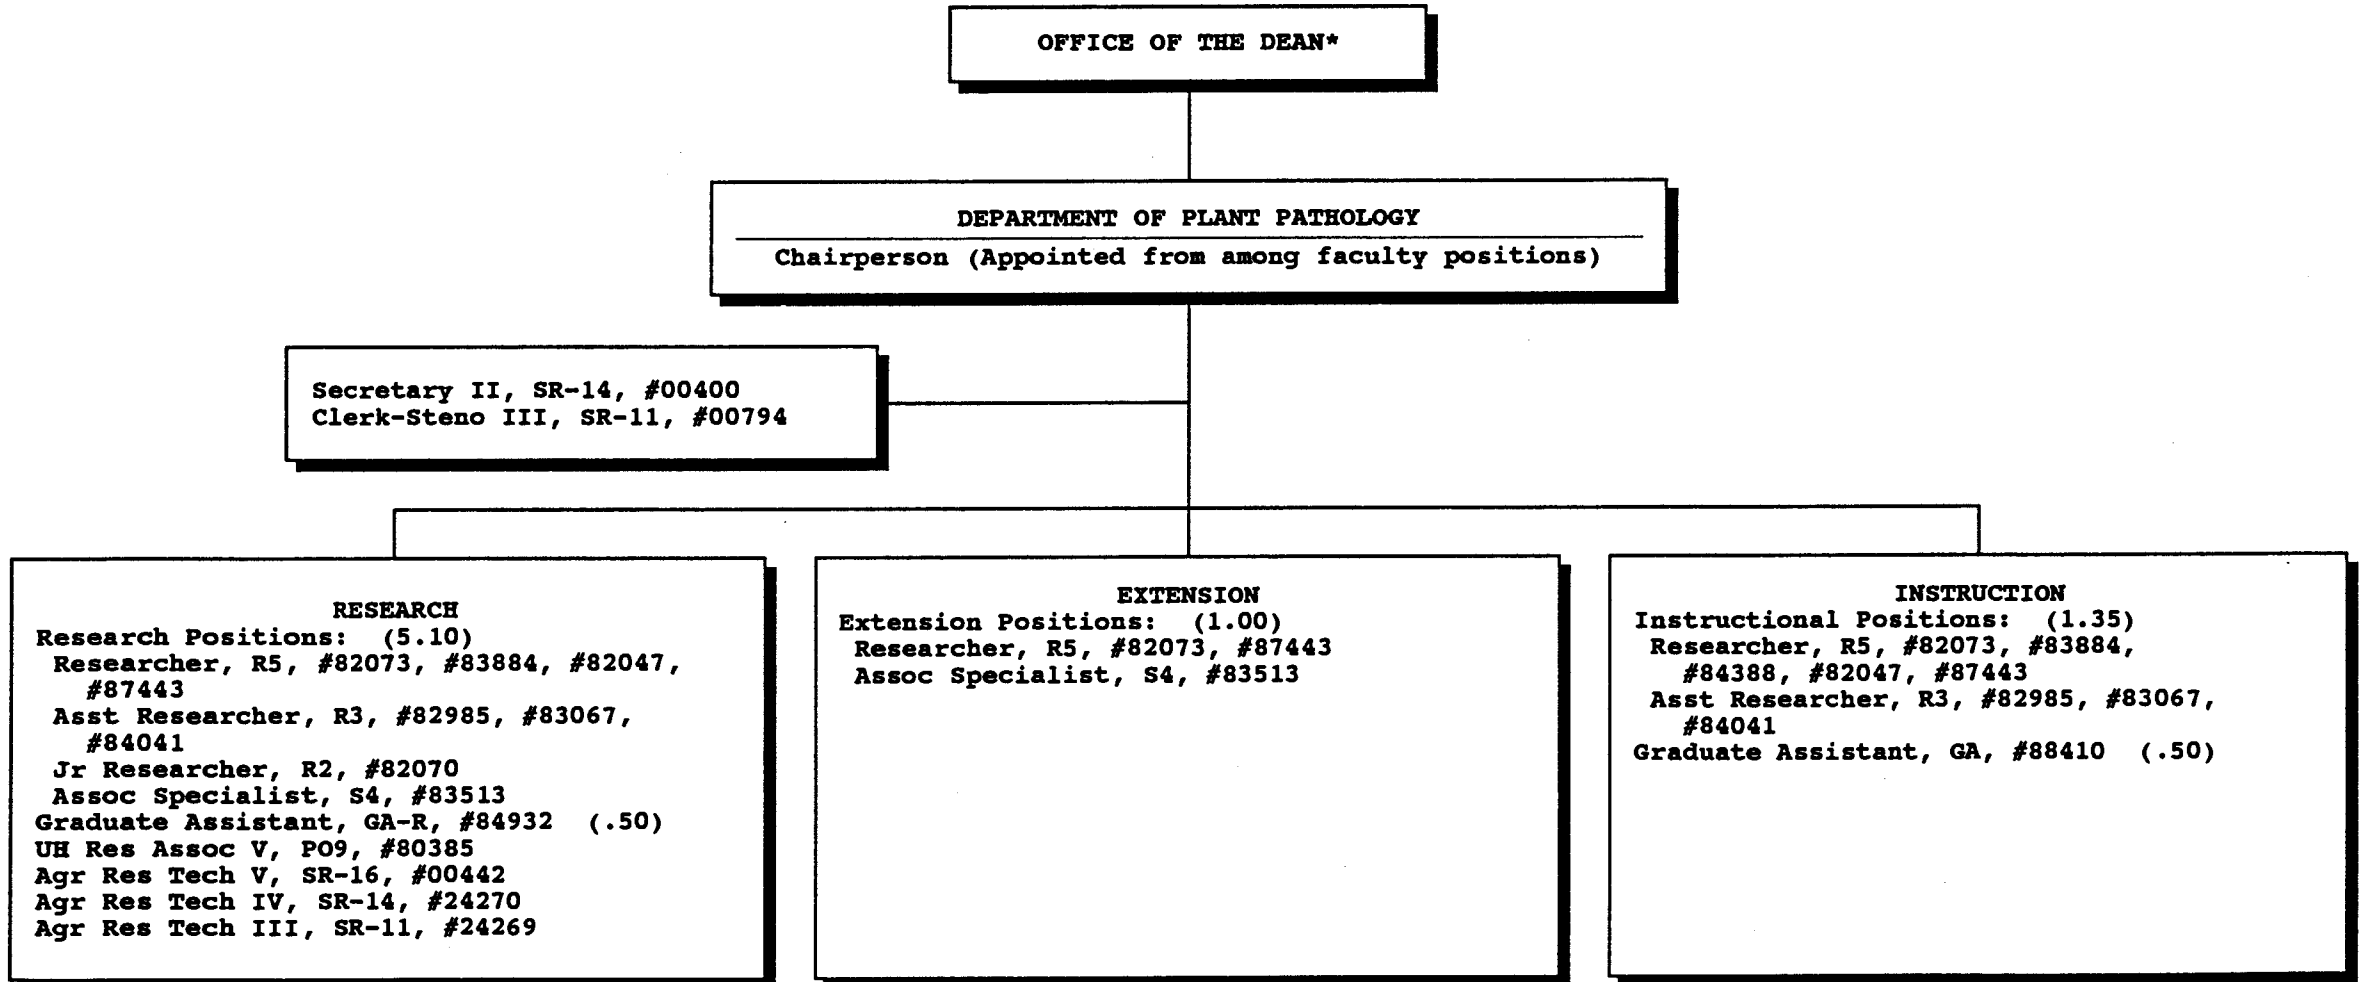 OFFICE OF THE DEAN*
DEPARTMENT OF PLANT PATHOLOGY
Chairperson (Appointed from among faculty positions)
Secretary II, SR-14, #00400
Clerk-Steno III, SR-11, #00794
RESEARCH
Research Positions: (5.10)
Researcher, R5, #82073, #83884, #82047,
#87443
Asst Researcher, R3, #82985, #83067,
#84041
Jr Researcher, R2, #82070
Assoc Specialist, S4, #83513
Graduate Assistant, GA-R, #84932 (.50)
UH Res Assoc V, PO9, #80385
Agr Res Tech V, SR-16, #00442
Agr Res Tech IV, SR-14, #24270
Agr Res Tech III, SR-11, #24269
EXTENSION
Extension Positions: (1.00)
Researcher, R5, #82073, #87443
Assoc Specialist, S4, #83513
INSTRUCTION
Instructional Positions: (1.35)
Researcher, R5, #82073, #83884,
#84388, #82047, #87443
Asst Researcher, R3, #82985, #83067,
#84041
Graduate Assistant, GA, #88410 (.50)